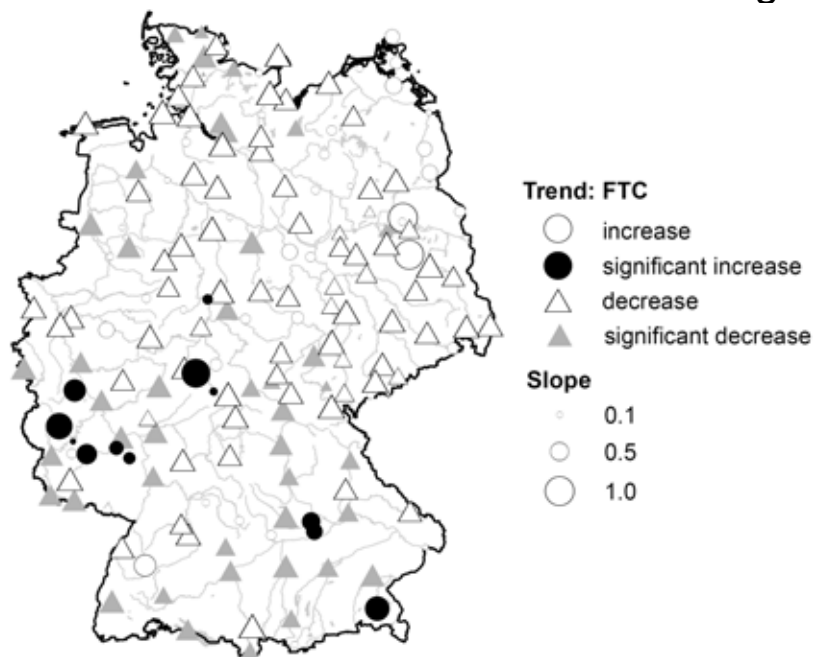 Trend: FTC
increase
significant increase
decrease
significant decrease
Slope
0.1
0.5
1.0